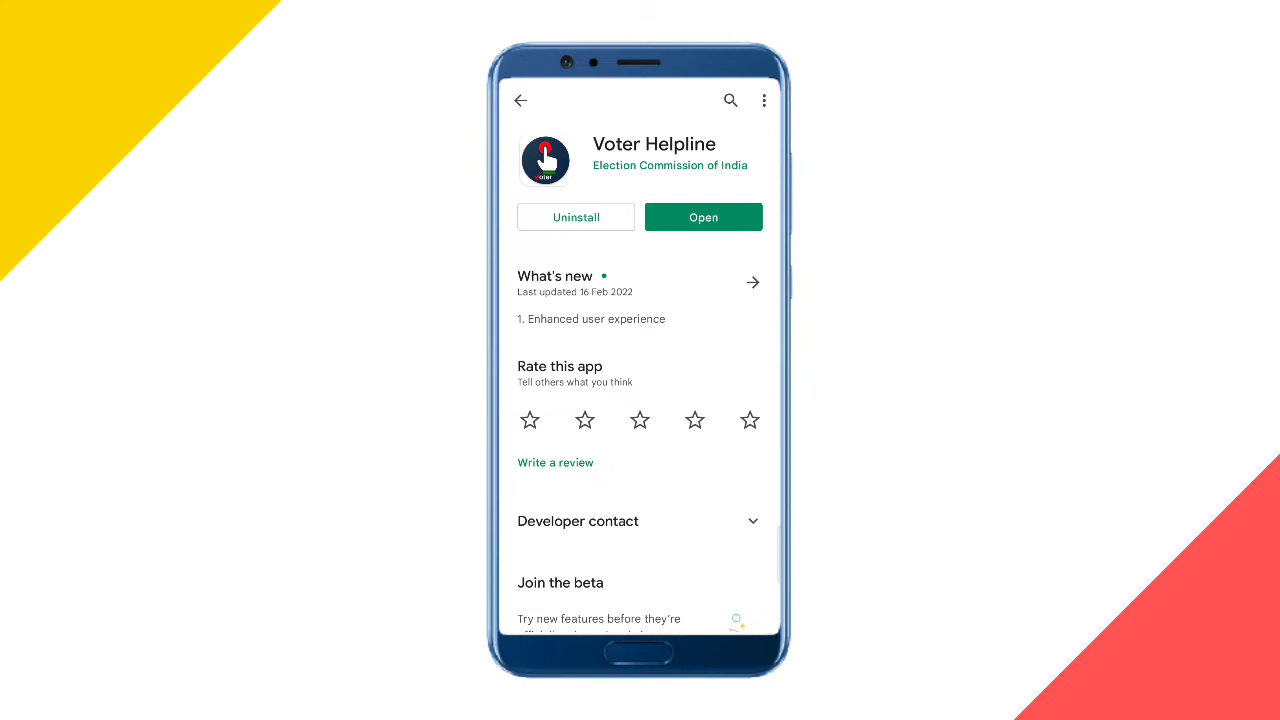 Voter Helpline
Election Commission of India
Voter
Uninstall
Open
What's new
Last updated 16 Feb 2022
1. Enhanced user experience
Rate this app
Tell others what you think
Write a review
Developer contact
Join the beta
Try new features before they're